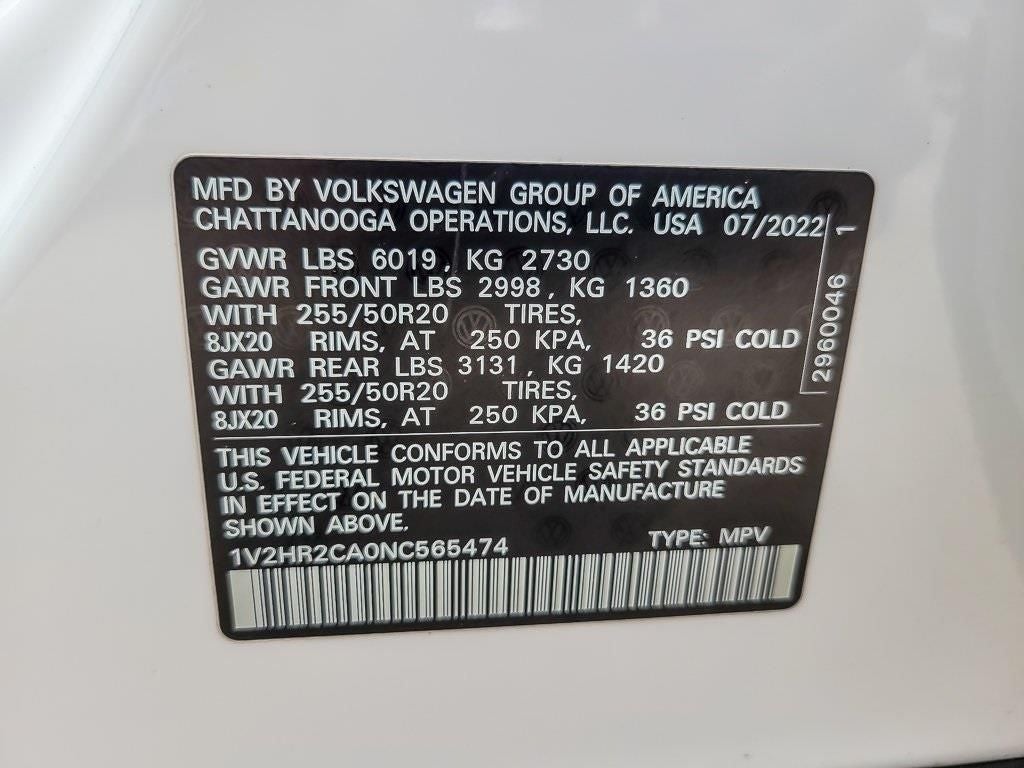 MFD BY VOLKSWAGEN GROUP OF AMERICA
CHATTANOOGA OPERATIONS, LLC. USA 07/2022
GVWR LBS 6019, KG 2730
GAWR FRONT LBS 2998, KG 1360
WITH 255/50R20 TIRES,
8JX20 RIMS, AT 250 KPA, 36 PSI COLD
GAWR REAR LBS 3131, KG 1420
WITH 255/50R20 TIRES,
8JX20 RIMS, AT 250 KPA, 36 PSI COLD
2960046 1
THIS VEHICLE CONFORMS TO ALL APPLICABLE
U.S. FEDERAL MOTOR VEHICLE SAFETY STANDARDS
IN EFFECT ON THE DATE OF MANUFACTURE
SHOWN ABOVE.
1V2HR2CA0NC565474 TYPE: MPV